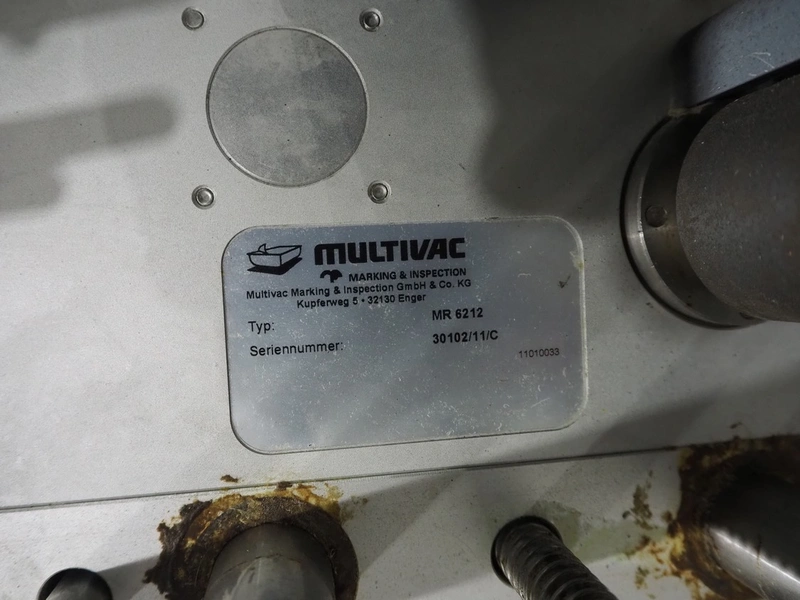 MULTIVAC
MARKING & INSPECTION
Multivac Marking & Inspection GmbH & Co. KG
Kupferweg 5 • 32130 Enger
Typ: MR 6212
Seriennummer: 30102/11/C
11010033